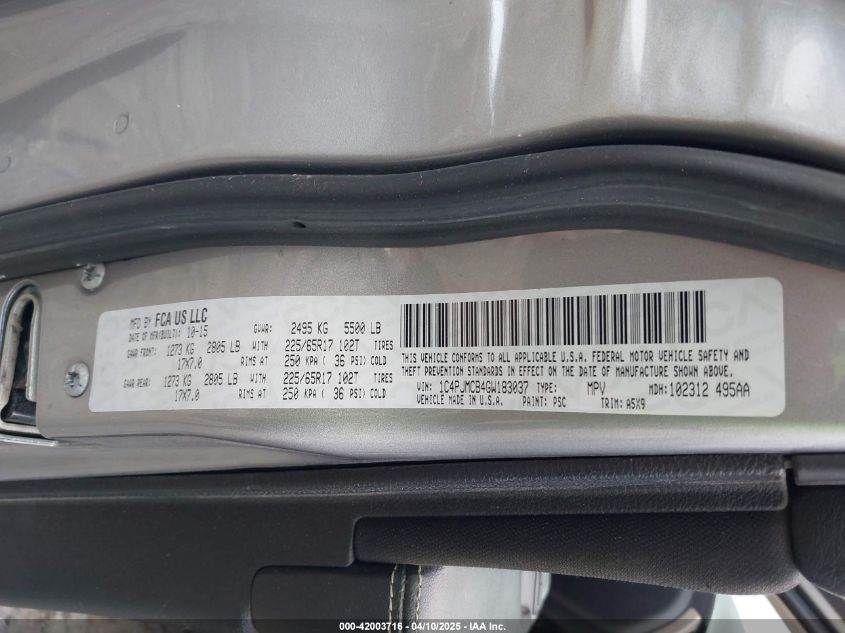 MFD BY FCA US LLC
DATE OF MFR(BUILT): 10-15 GVWR: 2495 KG 5500 LB
GAWR FRONT: 1273 KG 2805 LB WITH 225/65R17 102T TIRES
17X7.0 RIMS AT 250 KPA ( 36 PSI) COLD
GAWR REAR: 1273 KG 2805 LB WITH 225/65R17 102T TIRES
17X7.0 RIMS AT 250 KPA ( 36 PSI) COLD
THIS VEHICLE CONFORMS TO ALL APPLICABLE U.S.A. FEDERAL MOTOR VEHICLE SAFETY AND
THEFT PREVENTION STANDARDS IN EFFECT ON THE DATE OF MANUFACTURE SHOWN ABOVE.
VIN: 1C4PJMCB4GW183037 TYPE: MPV MDH: 102312 495AA
VEHICLE MADE IN U.S.A. PAINT: PSC TRIM: A5X9
000-42003716 - 04/10/2025 - IAA Inc.